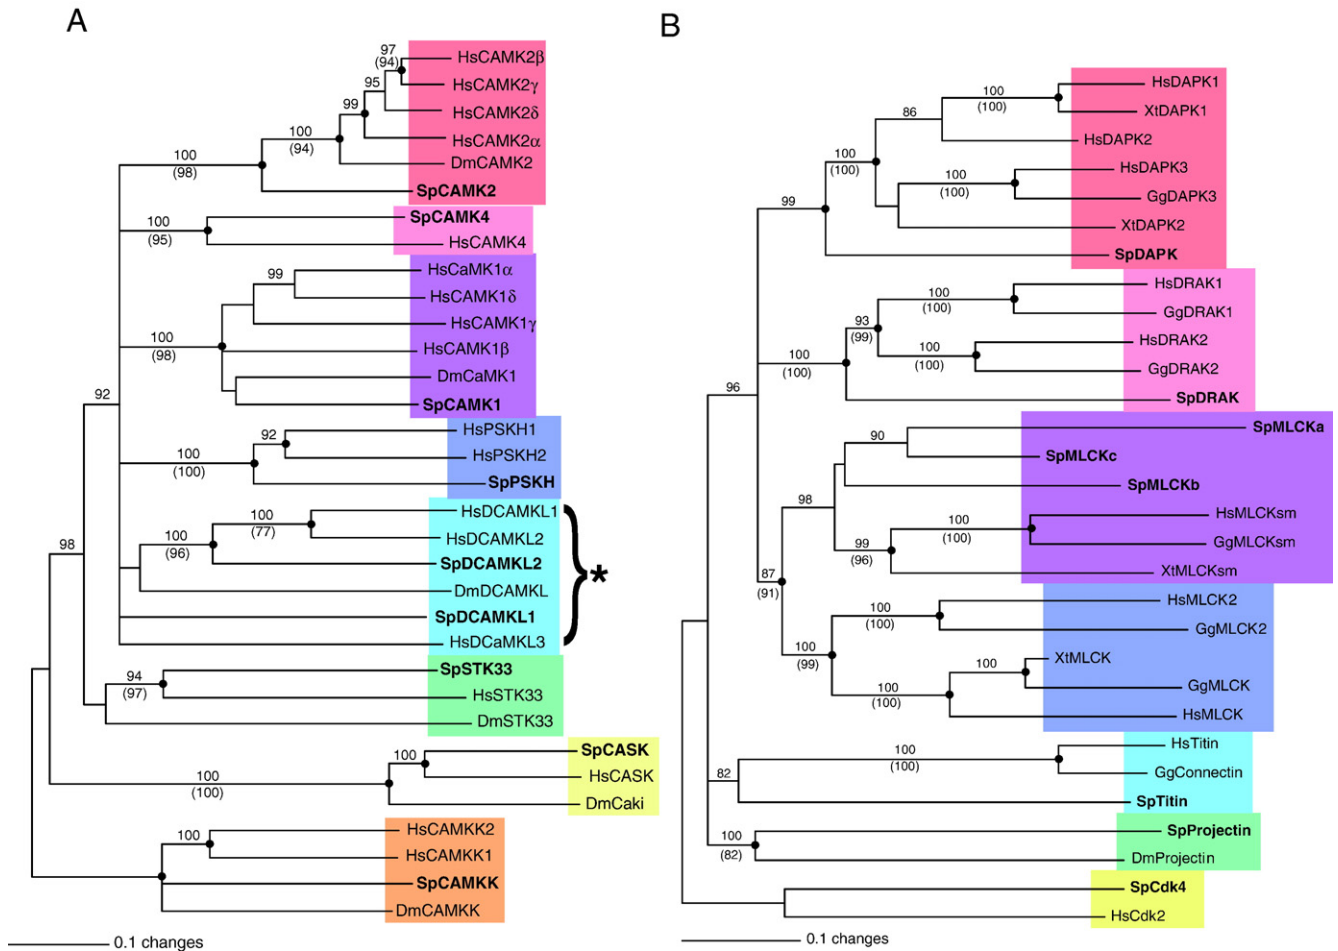 A
97
(94)
HsCAMK2β
95
HsCAMK2γ
99
HsCAMK2δ
100
(94)
HsCAMK2α
DmCAMK2
100
(98)
SpCAMK2
SpCAMK4
100
(95)
HsCAMK4
HsCaMK1α
99
HsCAMK1δ
HsCAMK1γ
100
(98)
HsCAMK1β
DmCaMK1
92
SpCAMK1
HsPSKH1
92
HsPSKH2
100
(100)
SpPSKH
HsDCAMKL1
100
(77)
HsDCAMKL2
100
(96)
SpDCAMKL2
*
98
DmDCAMKL
SpDCAMKL1
HsDCaMKL3
SpSTK33
94
(97)
HsSTK33
DmSTK33
SpCASK
100
HsCASK
100
(100)
DmCaki
HsCAMKK2
100
HsCAMKK1
SpCAMKK
DmCAMKK
0.1 changes
B
HsDAPK1
100
(100)
XtDAPK1
86
HsDAPK2
100
(100)
HsDAPK3
100
(100)
GgDAPK3
99
XtDAPK2
SpDAPK
HsDRAK1
100
(100)
GgDRAK1
93
(99)
HsDRAK2
100
(100)
GgDRAK2
100
(100)
96
SpDRAK
SpMLCKa
90
SpMLCKc
SpMLCKb
98
HsMLCKsm
100
(100)
GgMLCKsm
99
(96)
XtMLCKsm
87
(91)
HsMLCK2
100
(100)
GgMLCK2
100
(99)
XtMLCK
100
GgMLCK
100
(100)
HsMLCK
HsTitin
100
(100)
GgConnectin
82
SpTitin
SpProjectin
100
(82)
DmProjectin
SpCdk4
HsCdk2
0.1 changes